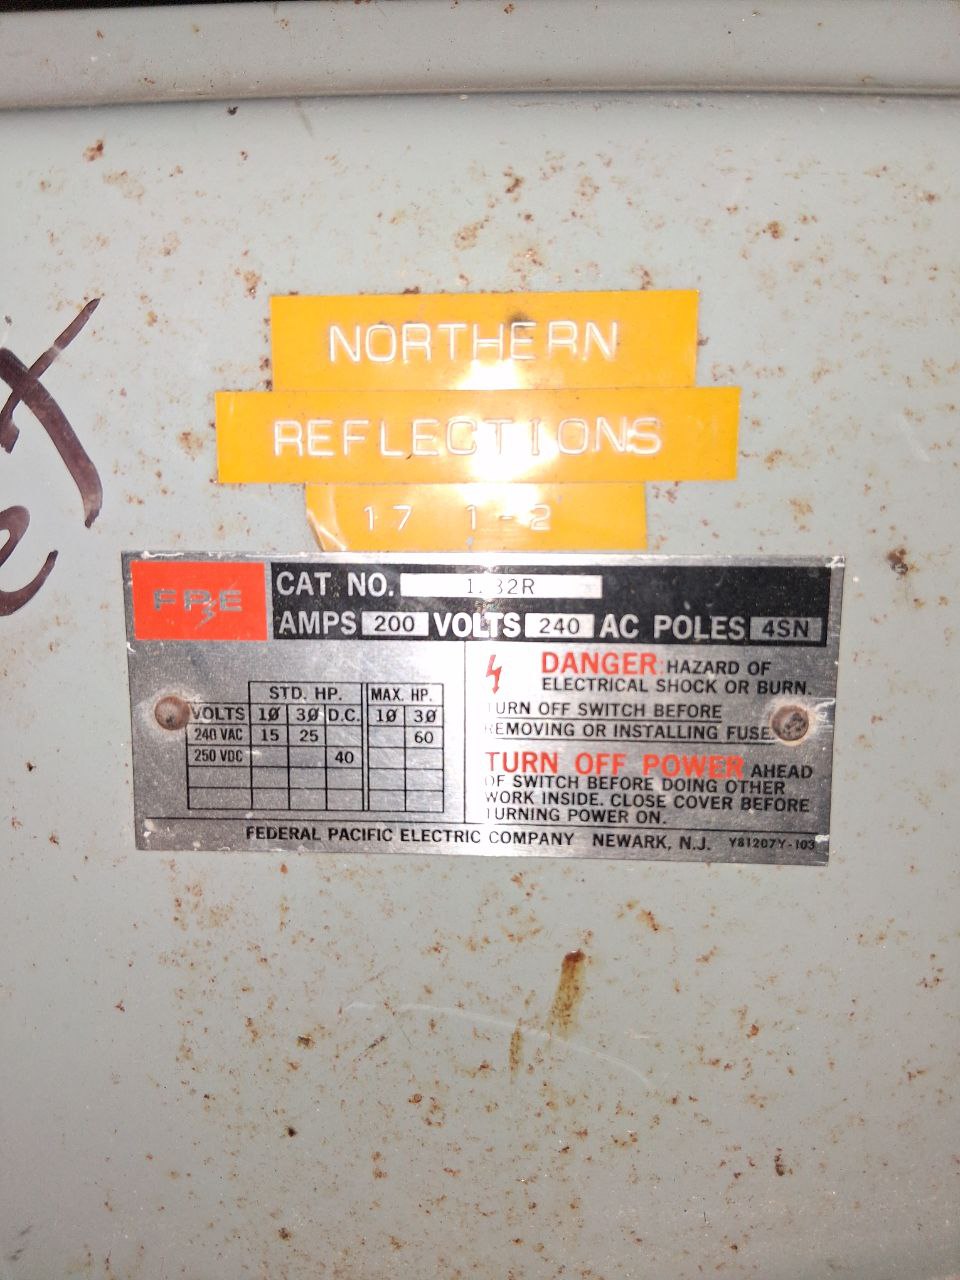 NORTHERN
REFLECTIONS
17 1-2
FPE
CAT NO.
AMPS 200 VOLTS 240 AC POLES 4SN
DANGER: HAZARD OF
ELECTRICAL SHOCK OR BURN.
TURN OFF SWITCH BEFORE
REMOVING OR INSTALLING FUSE
TURN OFF POWER AHEAD
OF SWITCH BEFORE DOING OTHER
WORK INSIDE. CLOSE COVER BEFORE
TURNING POWER ON.
STD. HP. MAX. HP.
VOLTS 1Ø 3Ø D.C. 1Ø 3Ø
240 VAC 15 25 60
250 VDC 40
FEDERAL PACIFIC ELECTRIC COMPANY NEWARK, N.J. Y81207Y-103